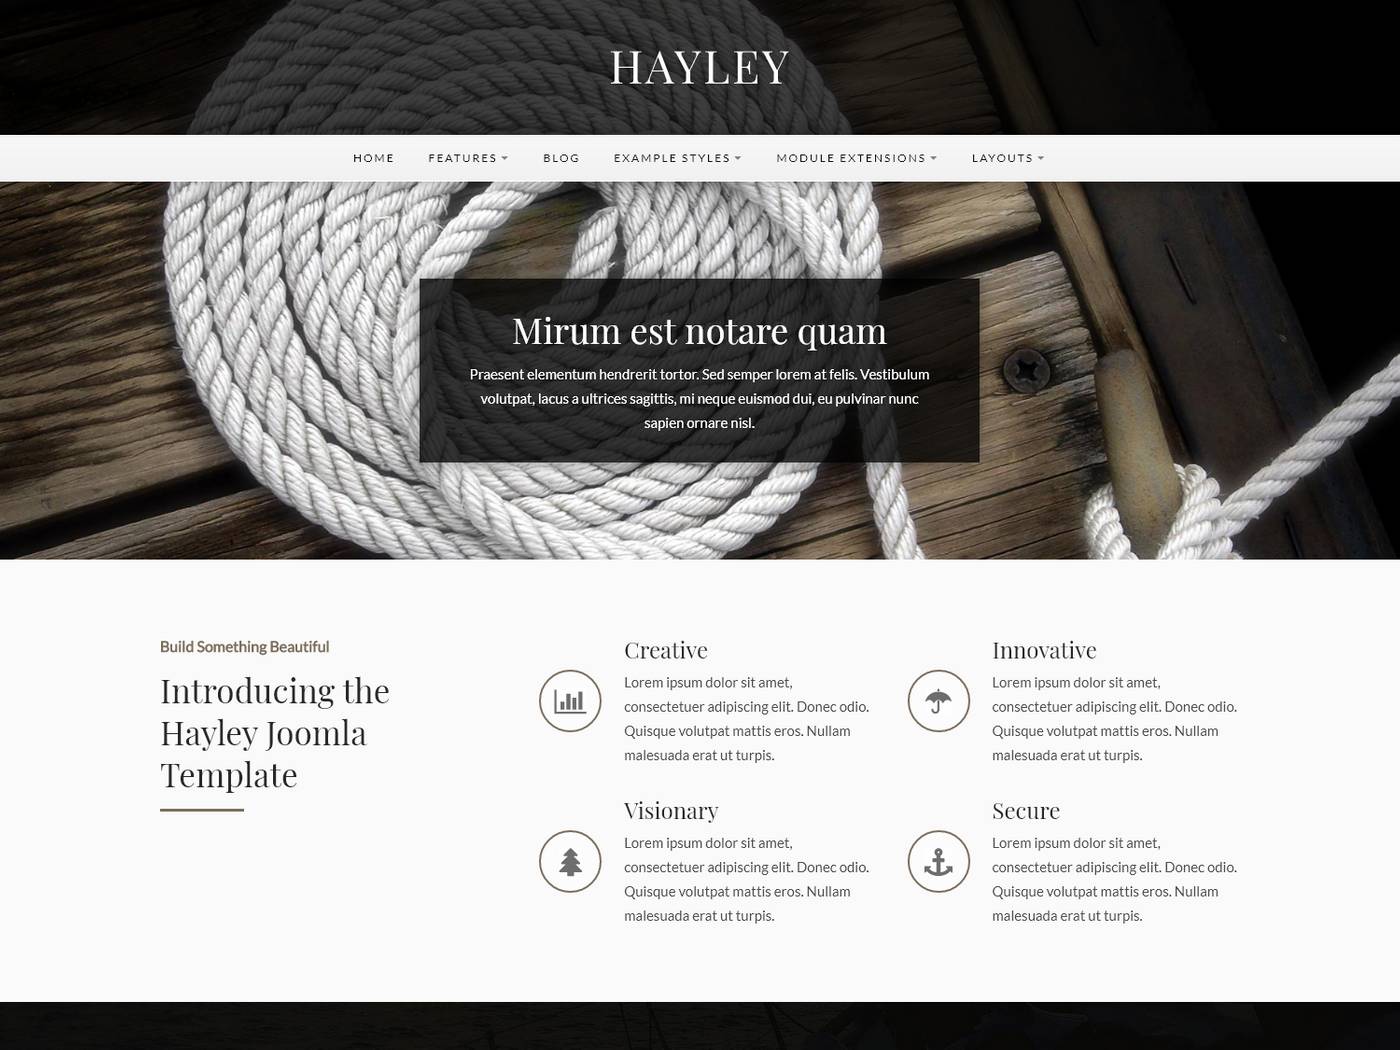 HAYLEY
HOME FEATURES BLOG EXAMPLE STYLES MODULE EXTENSIONS LAYOUTS
Mirum est notare quam
Praesent elementum hendrerit tortor. Sed semper lorem at felis. Vestibulum
volutpat, lacus a ultrices sagittis, mi neque euismod dui, eu pulvinar nunc
sapien ornare nisl.
Build Something Beautiful
Introducing the
Hayley Joomla
Template
Creative
Lorem ipsum dolor sit amet,
consectetuer adipiscing elit. Donec odio.
Quisque volutpat mattis eros. Nullam
malesuada erat ut turpis.
Innovative
Lorem ipsum dolor sit amet,
consectetuer adipiscing elit. Donec odio.
Quisque volutpat mattis eros. Nullam
malesuada erat ut turpis.
Visionary
Lorem ipsum dolor sit amet,
consectetuer adipiscing elit. Donec odio.
Quisque volutpat mattis eros. Nullam
malesuada erat ut turpis.
Secure
Lorem ipsum dolor sit amet,
consectetuer adipiscing elit. Donec odio.
Quisque volutpat mattis eros. Nullam
malesuada erat ut turpis.